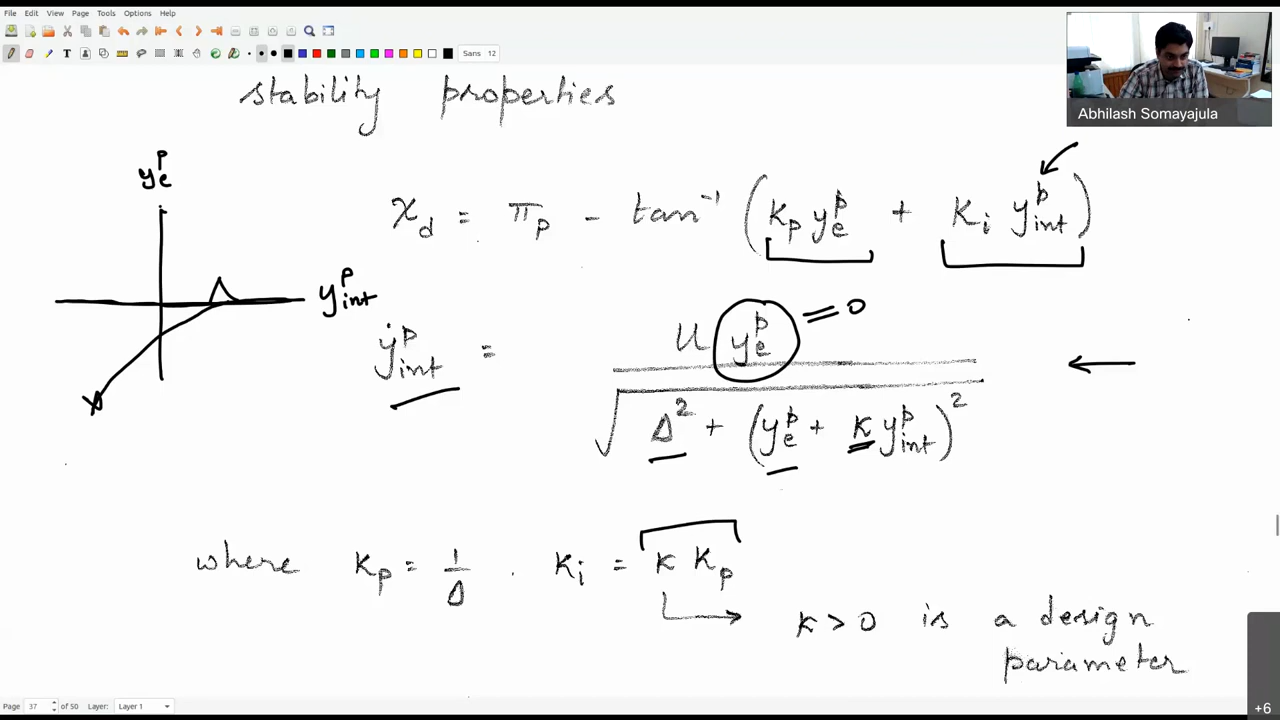 File Edit View Page Tools Options Help
Sans 12
Abhilash Somayajula
stability properties
y_e^p
χ_d = π_p - tan⁻¹ (K_p y_e^p + K_i y_int^p)
y_int^p
ẏ_int^p = U y_e^p / √(Δ² + (y_e^p + κ y_int^p)²)
= 0
where K_p = 1/Δ . K_i = κ K_p
κ > 0 is a design
parameter
Page 37 of 50 Layer: Layer 1
+6